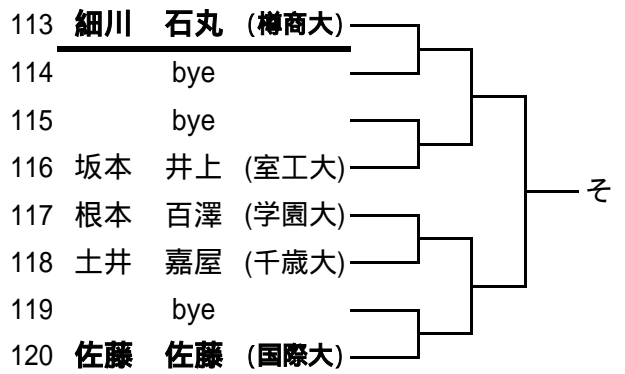 113 細川 石丸 (樽商大)
114 bye
115 bye
116 坂本 井上 (室工大)
そ
117 根本 百澤 (学園大)
118 土井 嘉屋 (千歳大)
119 bye
120 佐藤 佐藤 (国際大)